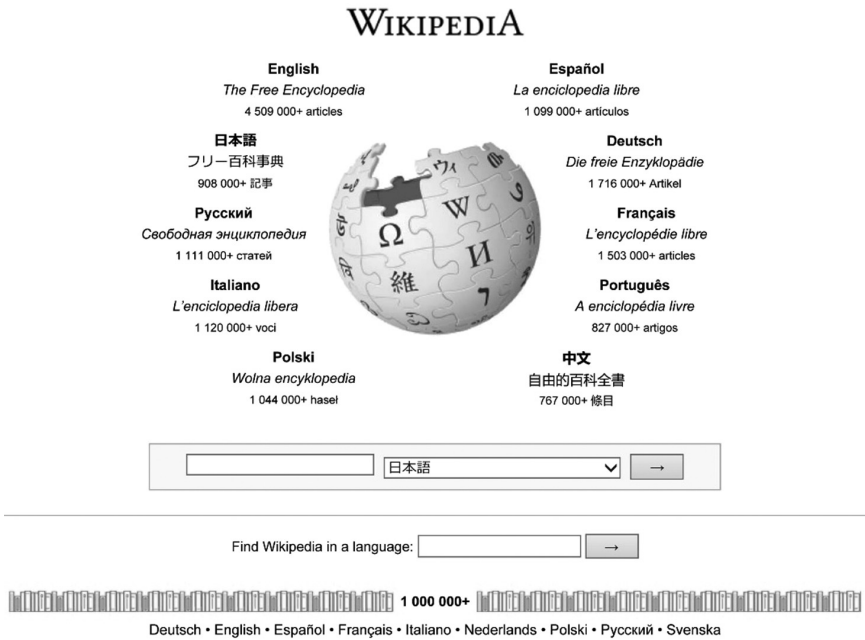 WIKIPEDIA
English
The Free Encyclopedia
4 509 000+ articles
Español
La enciclopedia libre
1 099 000+ artículos
日本語
フリー百科事典
908 000+ 記事
Deutsch
Die freie Enzyklopädie
1 716 000+ Artikel
Русский
Свободная энциклопедия
1 111 000+ статей
Français
L'encyclopédie libre
1 503 000+ articles
Italiano
L'enciclopedia libera
1 120 000+ voci
Português
A enciclopédia livre
827 000+ artigos
Polski
Wolna encyklopedia
1 044 000+ haseł
中文
自由的百科全書
767 000+ 條目
ウィ
W
Ω
И
維
7
日本語 →
Find Wikipedia in a language: →
1 000 000+
Deutsch • English • Español • Français • Italiano • Nederlands • Polski • Русский • Svenska